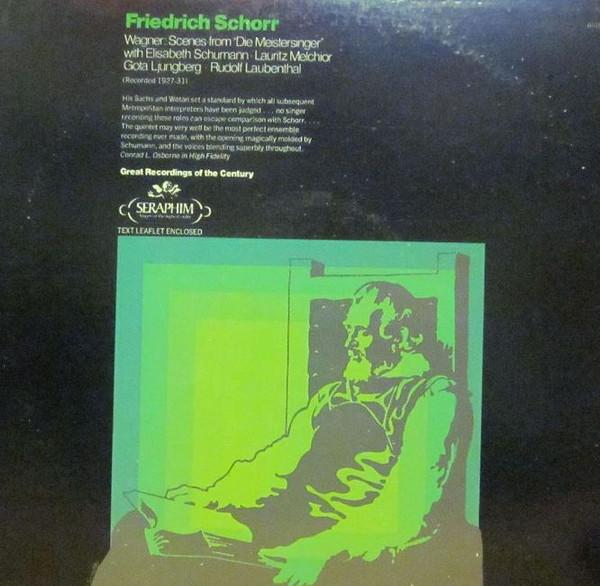 Friedrich Schorr
Wagner: Scenes from "Die Meistersinger"
with Elisabeth Schumann · Lauritz Melchior
Gota Ljungberg · Rudolf Laubenthal
(Recorded 1927-31)
His Sachs and Wotan set a standard by which all subsequent
Metropolitan interpreters have been judged . . . no singer
recording these roles can escape comparison with Schorr. . . .
The quintet may very well be the most perfect ensemble
recording ever made, with the opening magically molded by
Schumann, and the voices blending superbly throughout.
Conrad L. Osborne in High Fidelity
Great Recordings of the Century
SERAPHIM
TEXT LEAFLET ENCLOSED